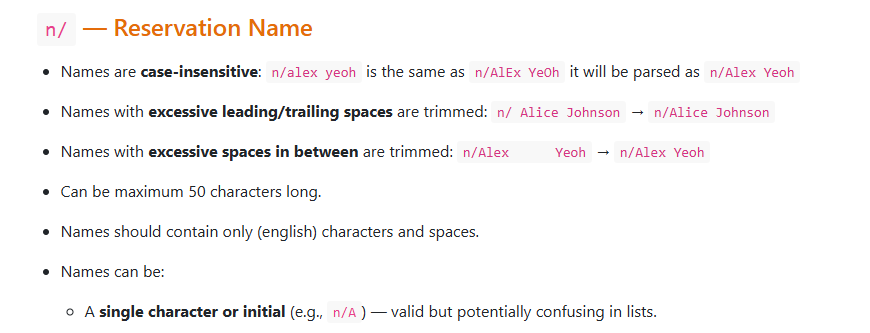 n/ — Reservation Name
• Names are case-insensitive: n/alex yeoh is the same as n/AlEx YeOh it will be parsed as n/Alex Yeoh
• Names with excessive leading/trailing spaces are trimmed: n/ Alice Johnson → n/Alice Johnson
• Names with excessive spaces in between are trimmed: n/Alex      Yeoh → n/Alex Yeoh
• Can be maximum 50 characters long.
• Names should contain only (english) characters and spaces.
• Names can be:
○ A single character or initial (e.g., n/A) — valid but potentially confusing in lists.